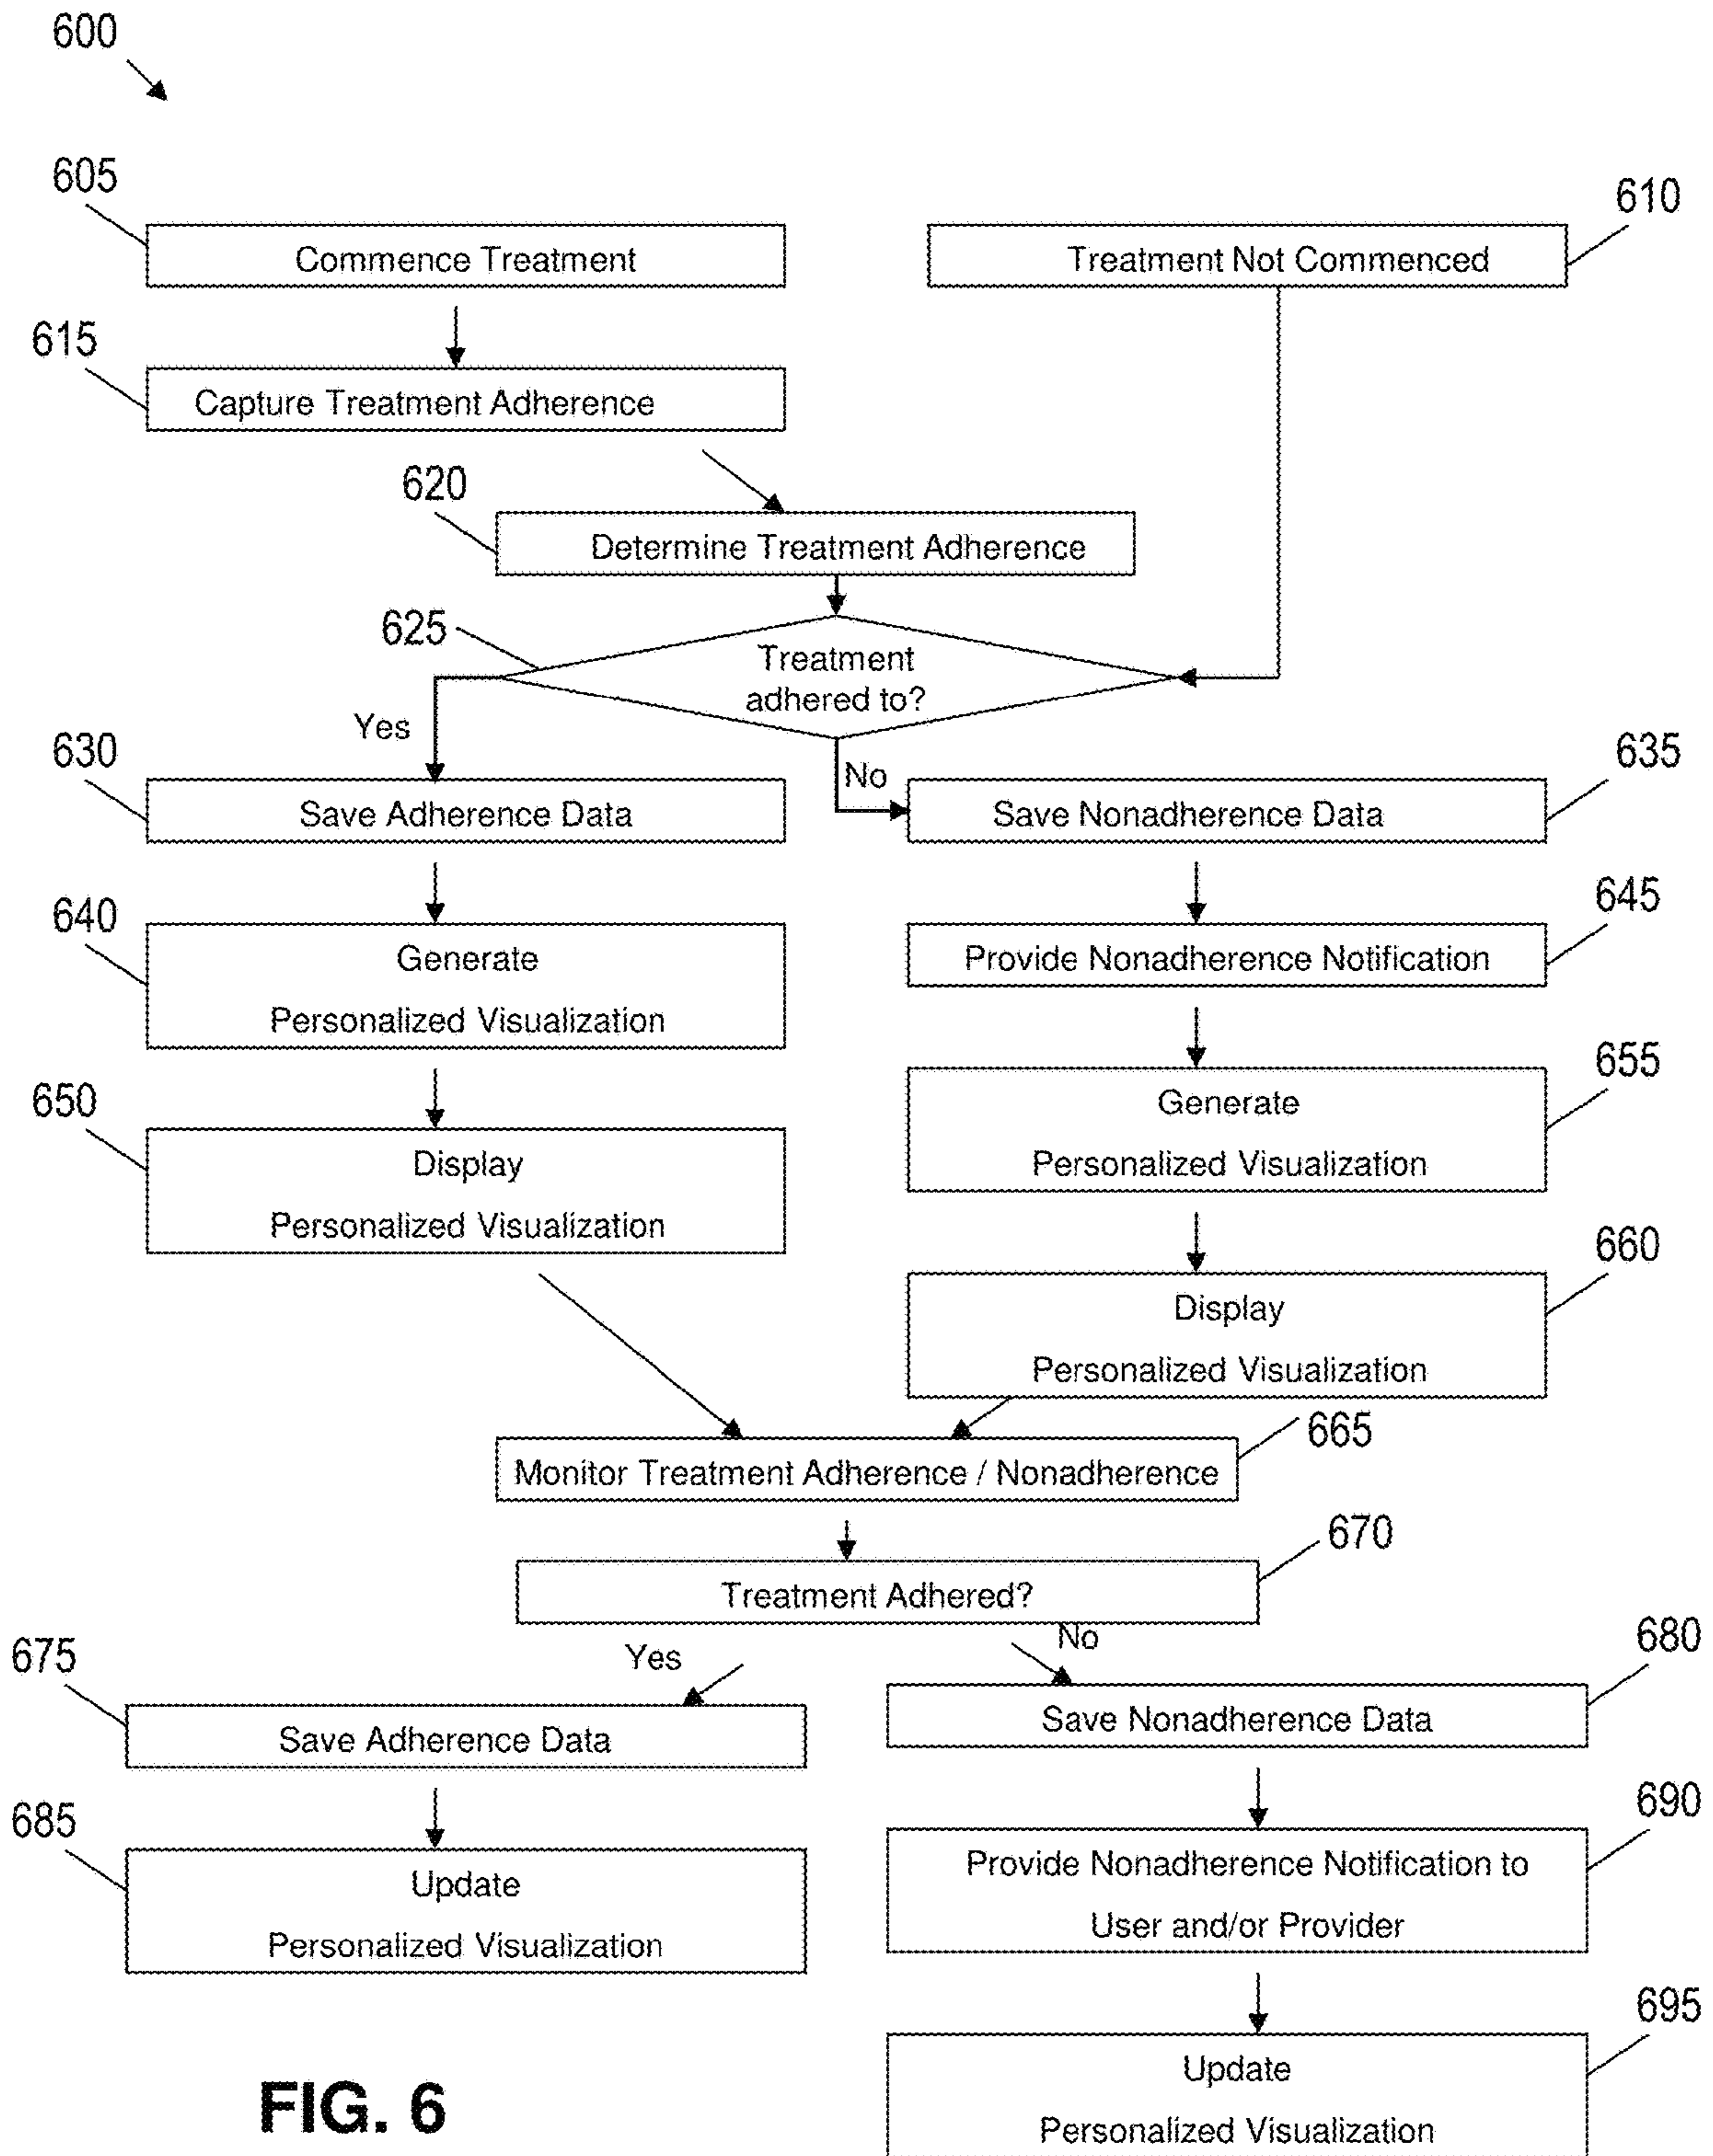 600
605
610
Commence Treatment
Treatment Not Commenced
615
Capture Treatment Adherence
620
Determine Treatment Adherence
625
Treatment
adhered to?
Yes
No
630
635
Save Adherence Data
Save Nonadherence Data
640
645
Generate
Personalized Visualization
Provide Nonadherence Notification
650
655
Display
Personalized Visualization
Generate
Personalized Visualization
660
Display
Personalized Visualization
665
Monitor Treatment Adherence / Nonadherence
670
Treatment Adhered?
Yes
No
675
680
Save Adherence Data
Save Nonadherence Data
685
690
Update
Personalized Visualization
Provide Nonadherence Notification to
User and/or Provider
695
Update
Personalized Visualization
FIG. 6